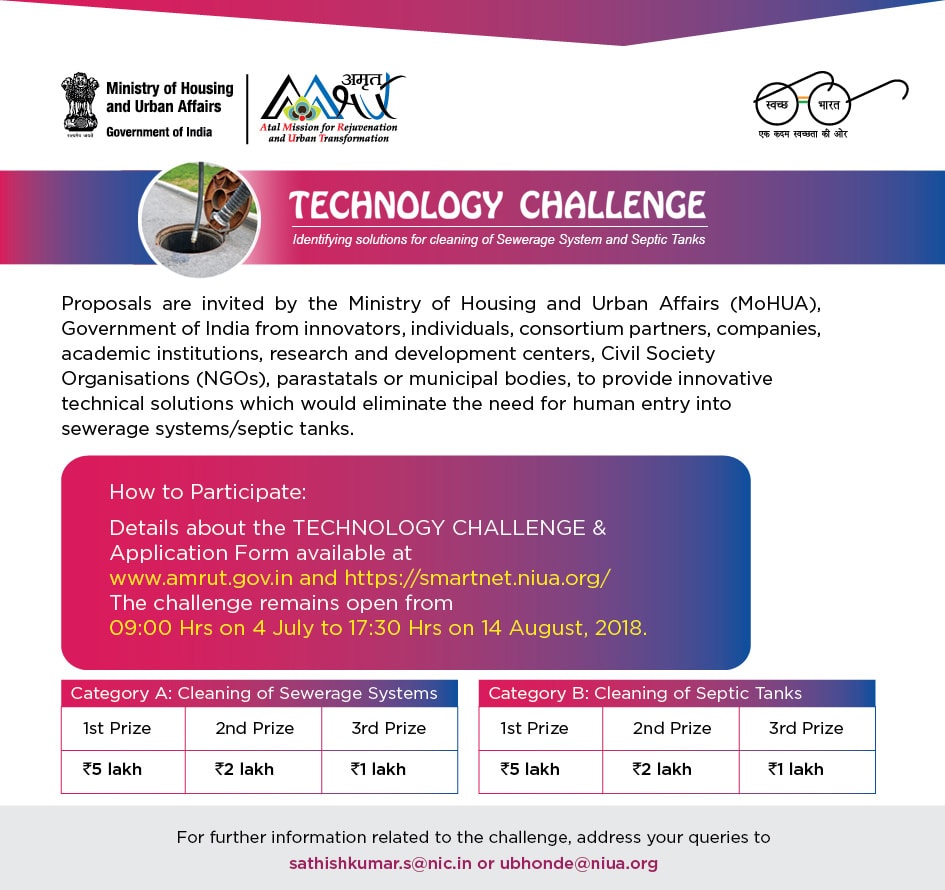 Ministry of Housing
and Urban Affairs
Government of India
सत्यमेव जयते
अमृत
Atal Mission for Rejuvenation
and Urban Transformation
स्वच्छ भारत
एक कदम स्वच्छता की ओर
TECHNOLOGY CHALLENGE
Identifying solutions for cleaning of Sewerage System and Septic Tanks
Proposals are invited by the Ministry of Housing and Urban Affairs (MoHUA),
Government of India from innovators, individuals, consortium partners, companies,
academic institutions, research and development centers, Civil Society
Organisations (NGOs), parastatals or municipal bodies, to provide innovative
technical solutions which would eliminate the need for human entry into
sewerage systems/septic tanks.
How to Participate:
Details about the TECHNOLOGY CHALLENGE &
Application Form available at
www.amrut.gov.in and https://smartnet.niua.org/
The challenge remains open from
09:00 Hrs on 4 July to 17:30 Hrs on 14 August, 2018.
Category A: Cleaning of Sewerage Systems
1st Prize 2nd Prize 3rd Prize
₹5 lakh ₹2 lakh ₹1 lakh
Category B: Cleaning of Septic Tanks
1st Prize 2nd Prize 3rd Prize
₹5 lakh ₹2 lakh ₹1 lakh
For further information related to the challenge, address your queries to
sathishkumar.s@nic.in or ubhonde@niua.org